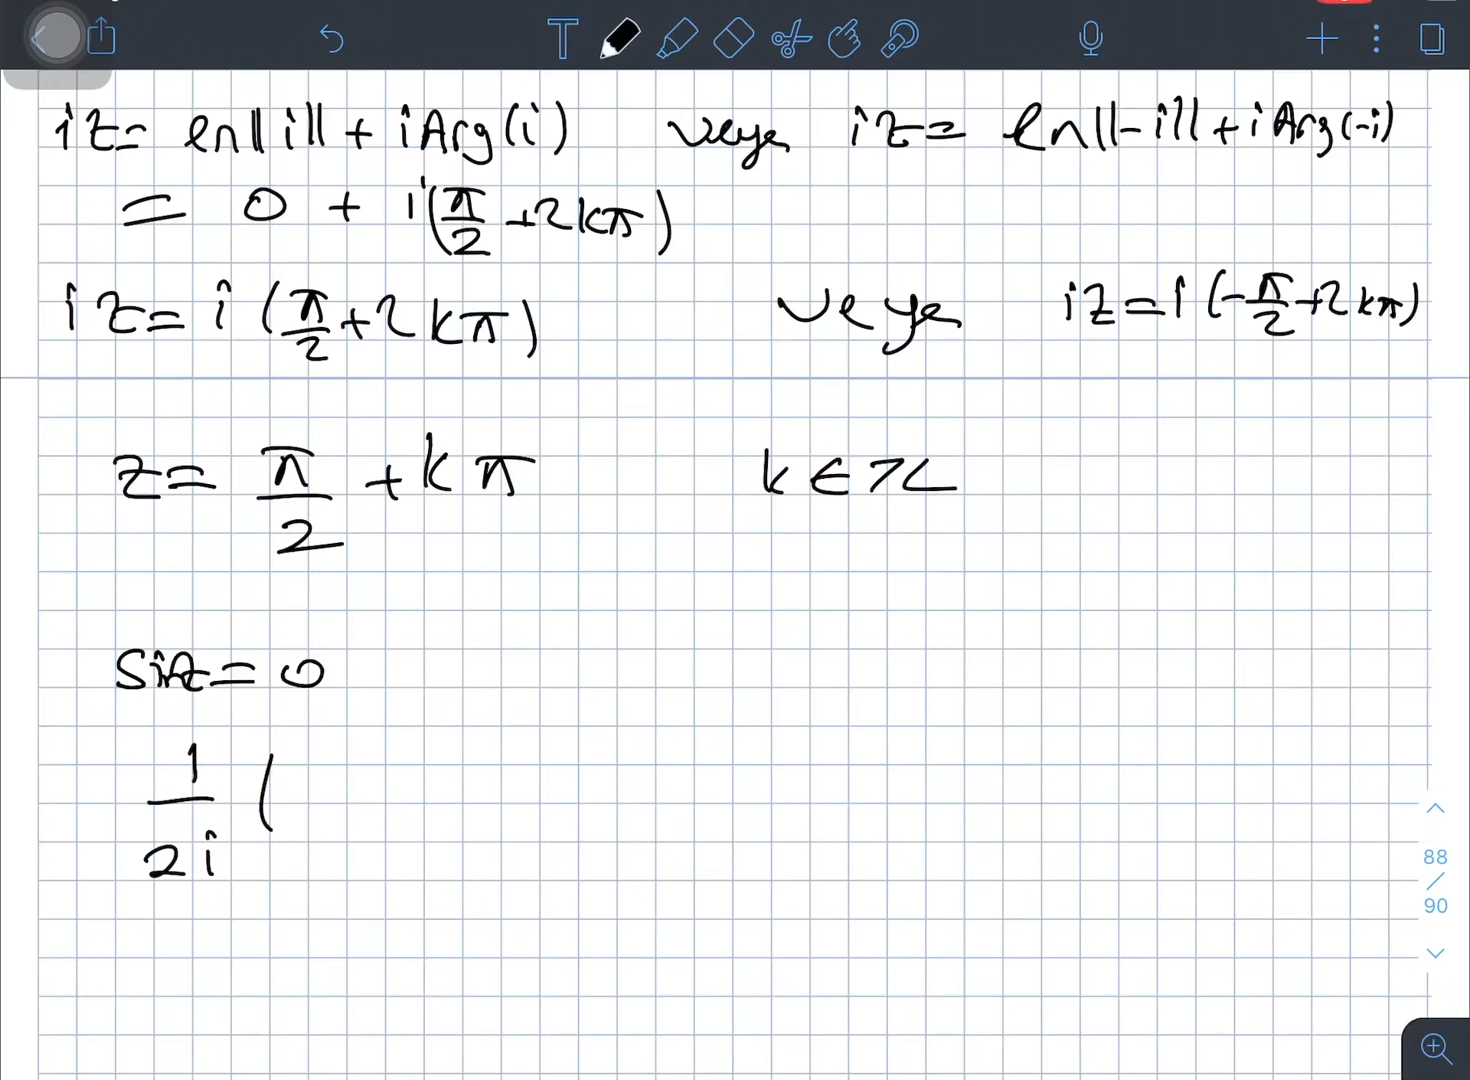 iz= ln||i|| + iArg(i) veya iz= ln||-i||+iArg(-i)
= 0 + i(π/2 +2kπ)
iz= i (π/2+2kπ) veya iz=i(-π/2+2kπ)
z= π/2 +kπ k∈ℤ
sinz= 0
1/2i (
88
/
90